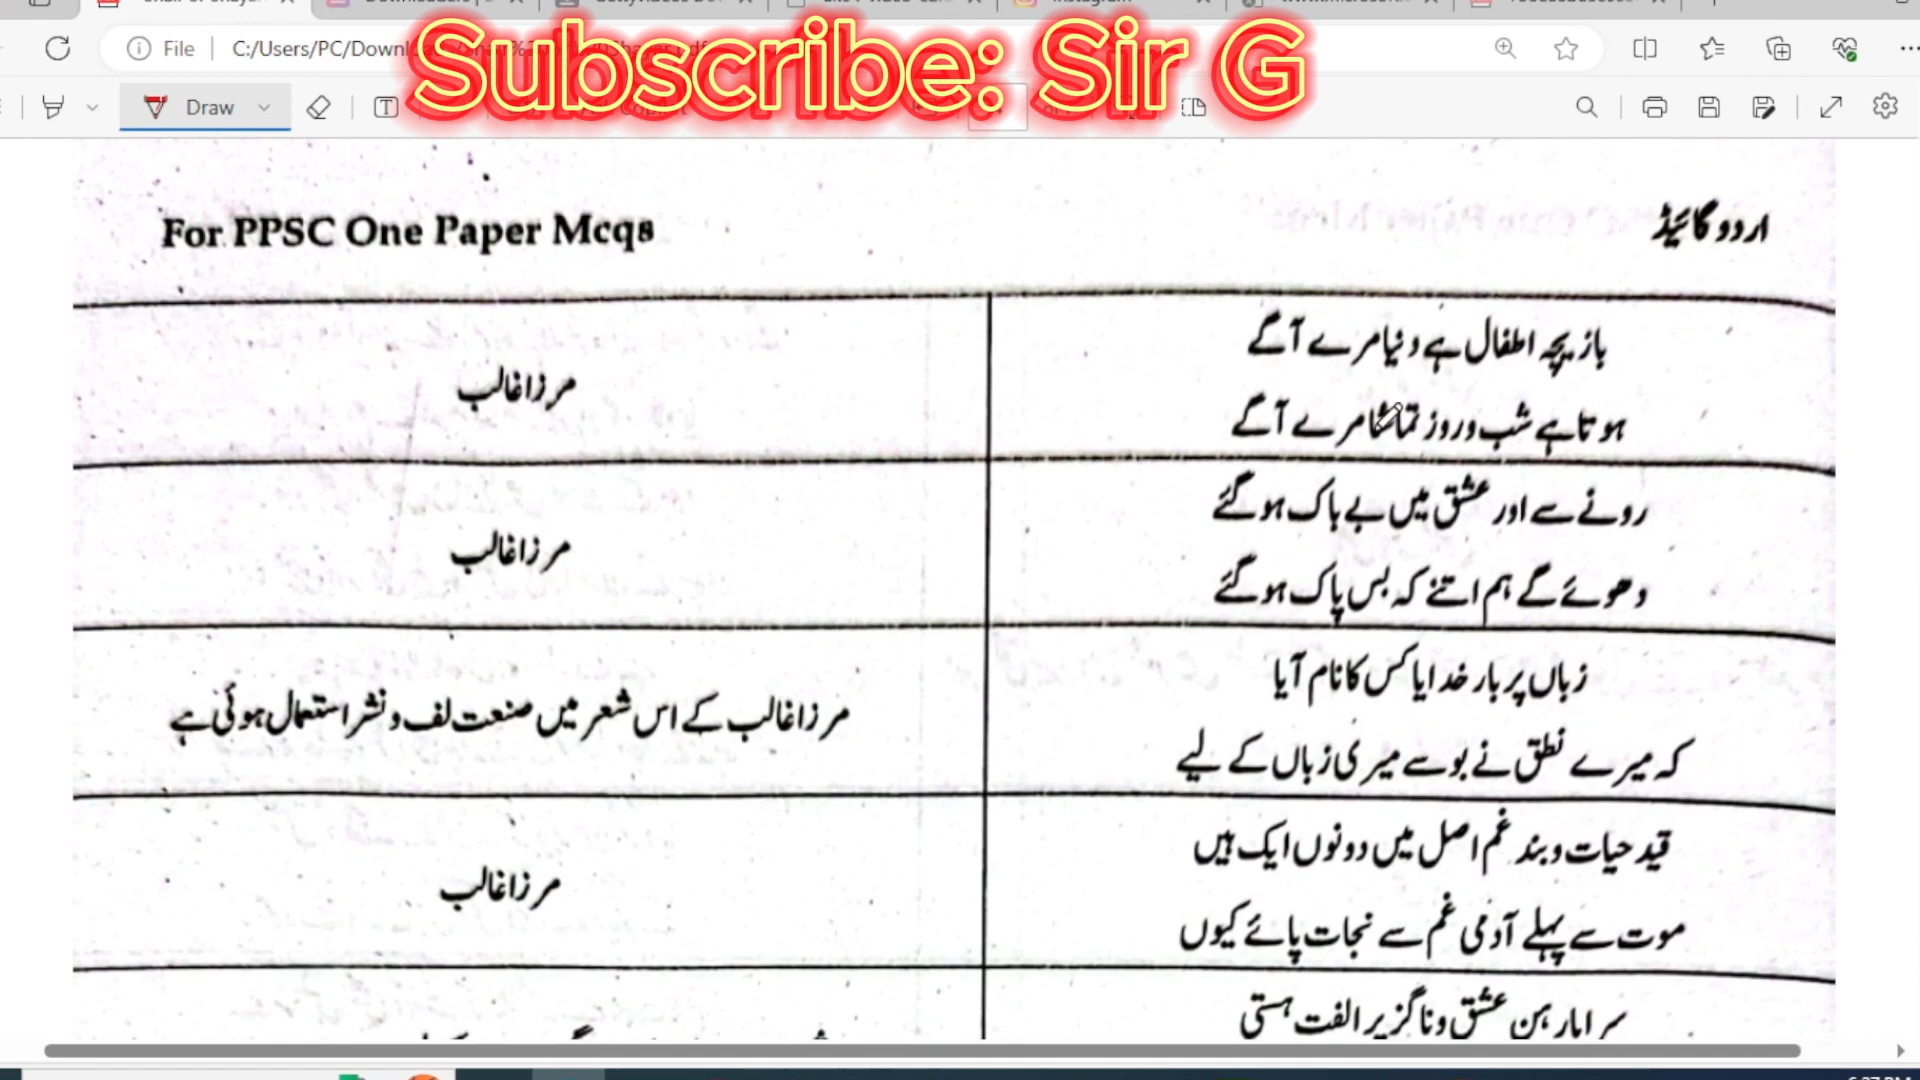 Subscribe: Sir G
File
C:/Users/PC/Downl
Draw
For PPSC One Paper Mcqs
اردو گائیڈ
بازیچہ اطفال ہے دنیا مرے آگے
ہوتا ہے شب و روز تماشا مرے آگے
مرزا غالب
رونے سے اور عشق میں بے باک ہو گئے
دھوئے گے ہم اتنے کہ بس پاک ہو گئے
مرزا غالب
زباں پر بار خدایا کس کا نام آیا
کہ میرے نطق نے بوسے میری زباں کے لیے
مرزا غالب کے اس شعر میں صنعت لف و نشر استعمال ہوئی ہے
قید حیات و بند غم اصل میں دونوں ایک ہیں
موت سے پہلے آدمی غم سے نجات پائے کیوں
مرزا غالب
رہن عشق و ناگزیر الفت ہستی